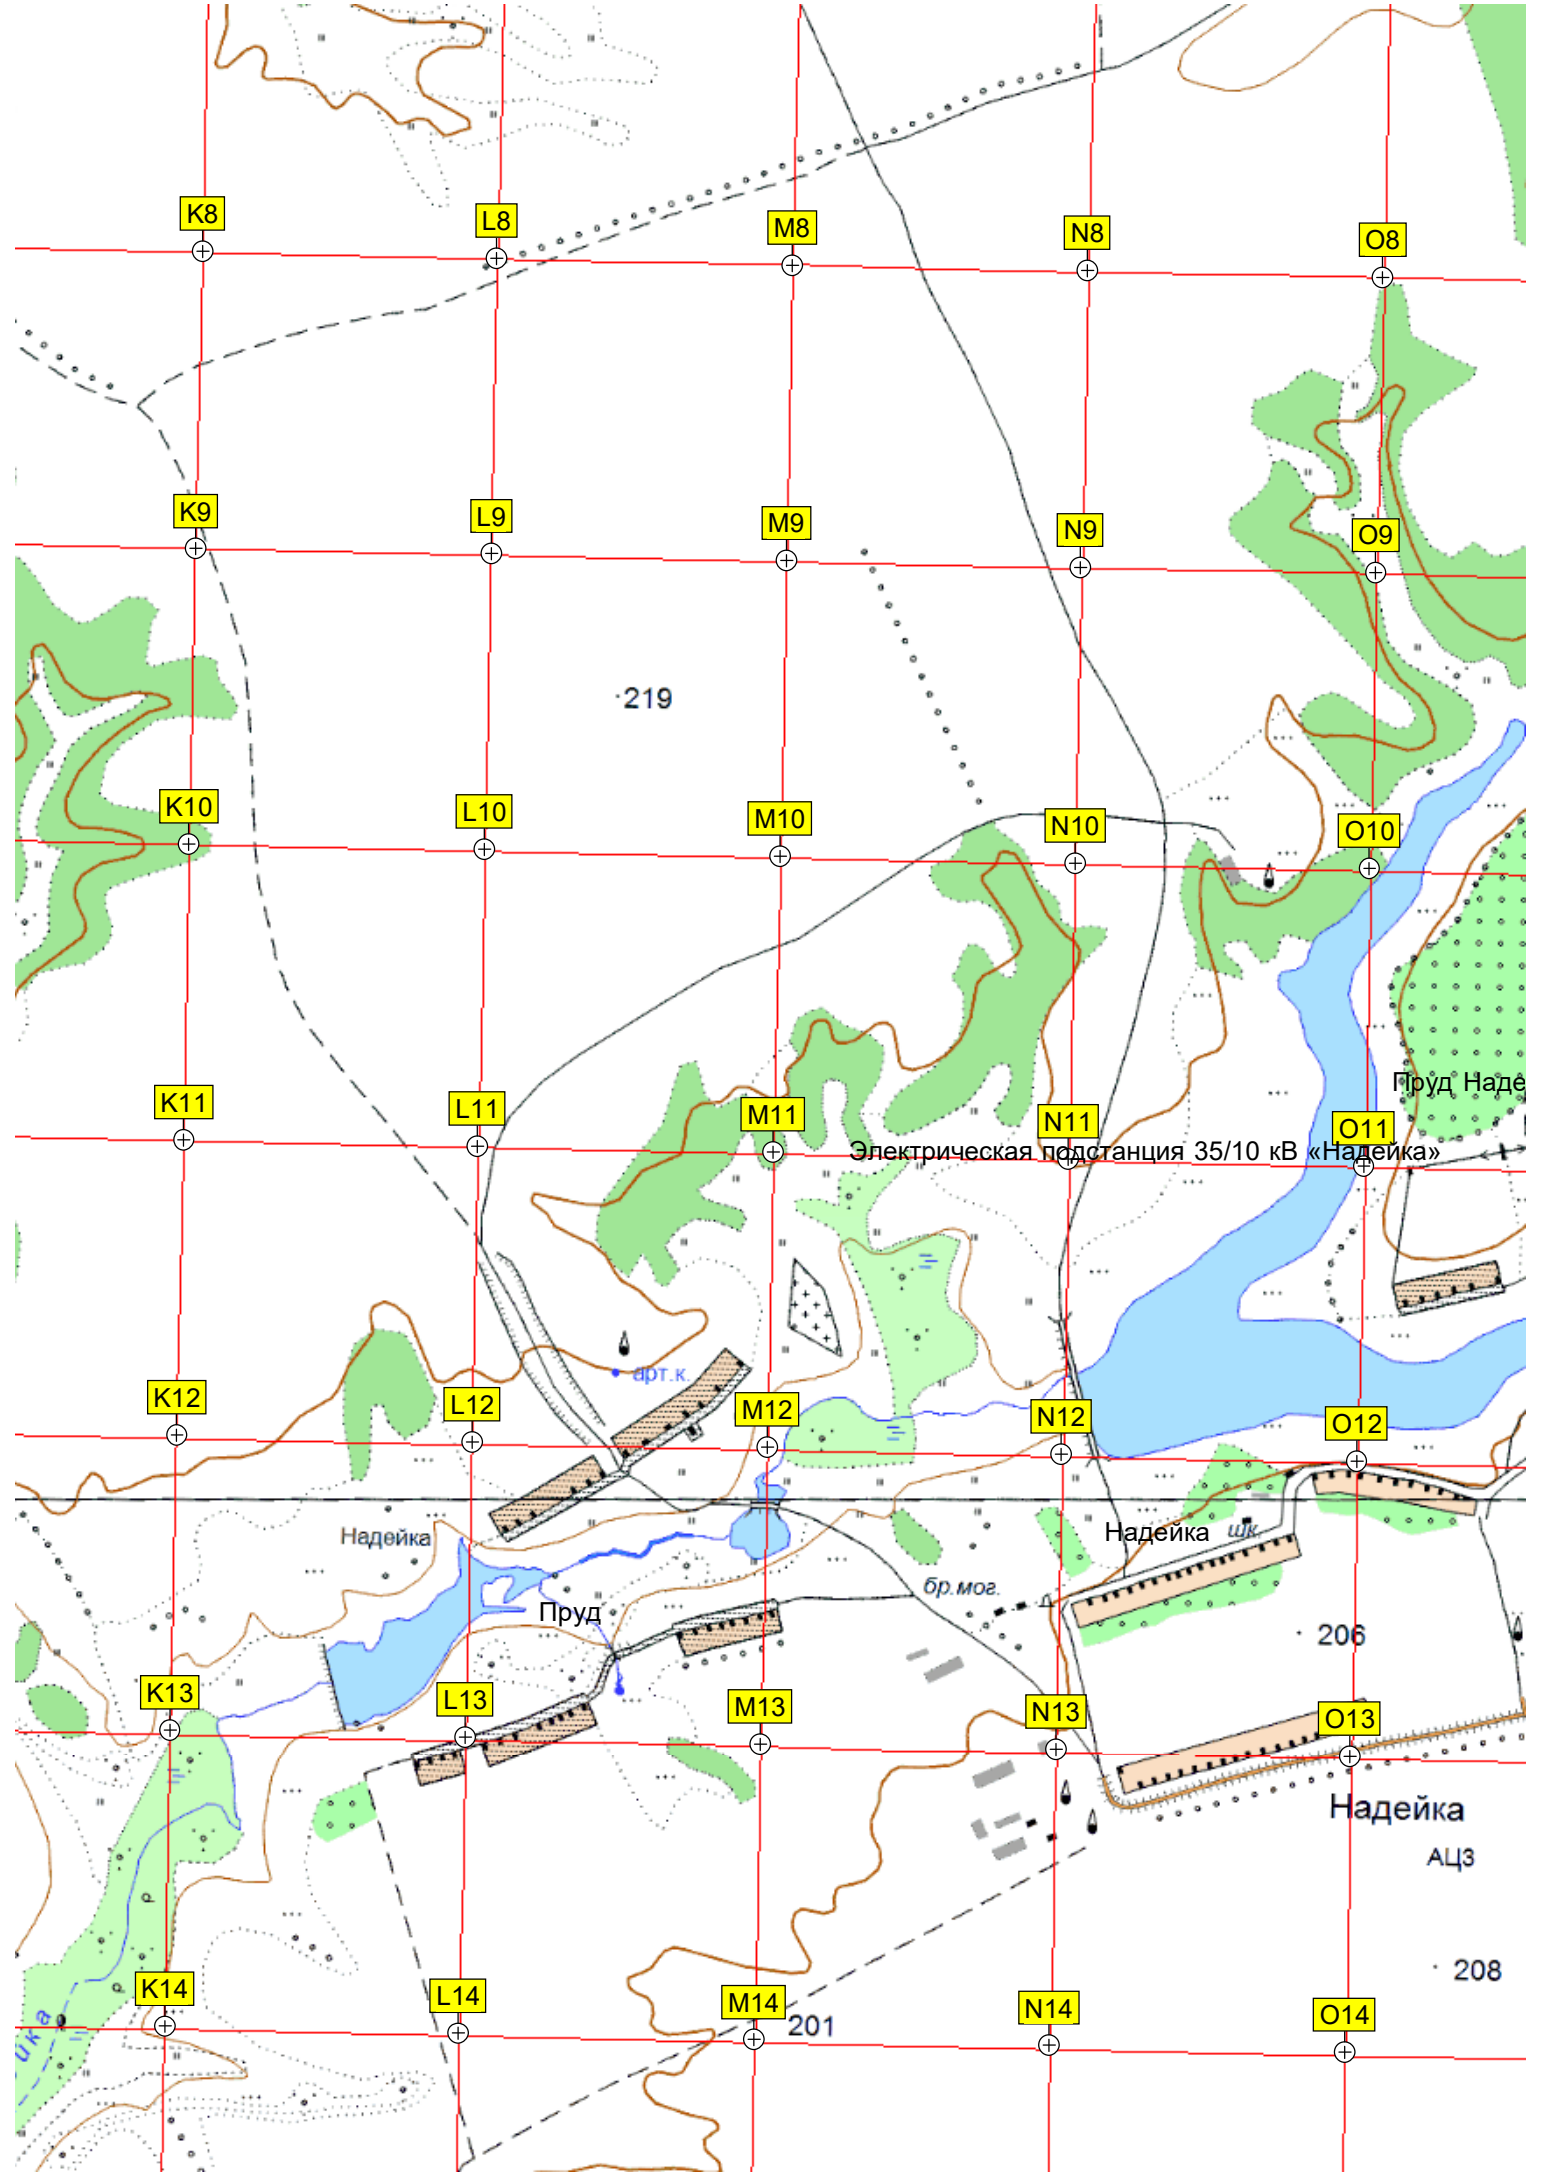 K8
L8
M8
N8
O8
K9
L9
M9
N9
O9
219
K10
L10
M10
N10
O10
Пруд Наде
K11
L11
M11
N11
O11
Электрическая подстанция 35/10 кВ «Надейка»
арт.к.
K12
L12
M12
N12
O12
Надейка
Надейка
шк.
бр.мог.
Пруд
206
K13
L13
M13
N13
O13
Надейка
АЦЗ
208
K14
L14
M14
N14
O14
201
йка